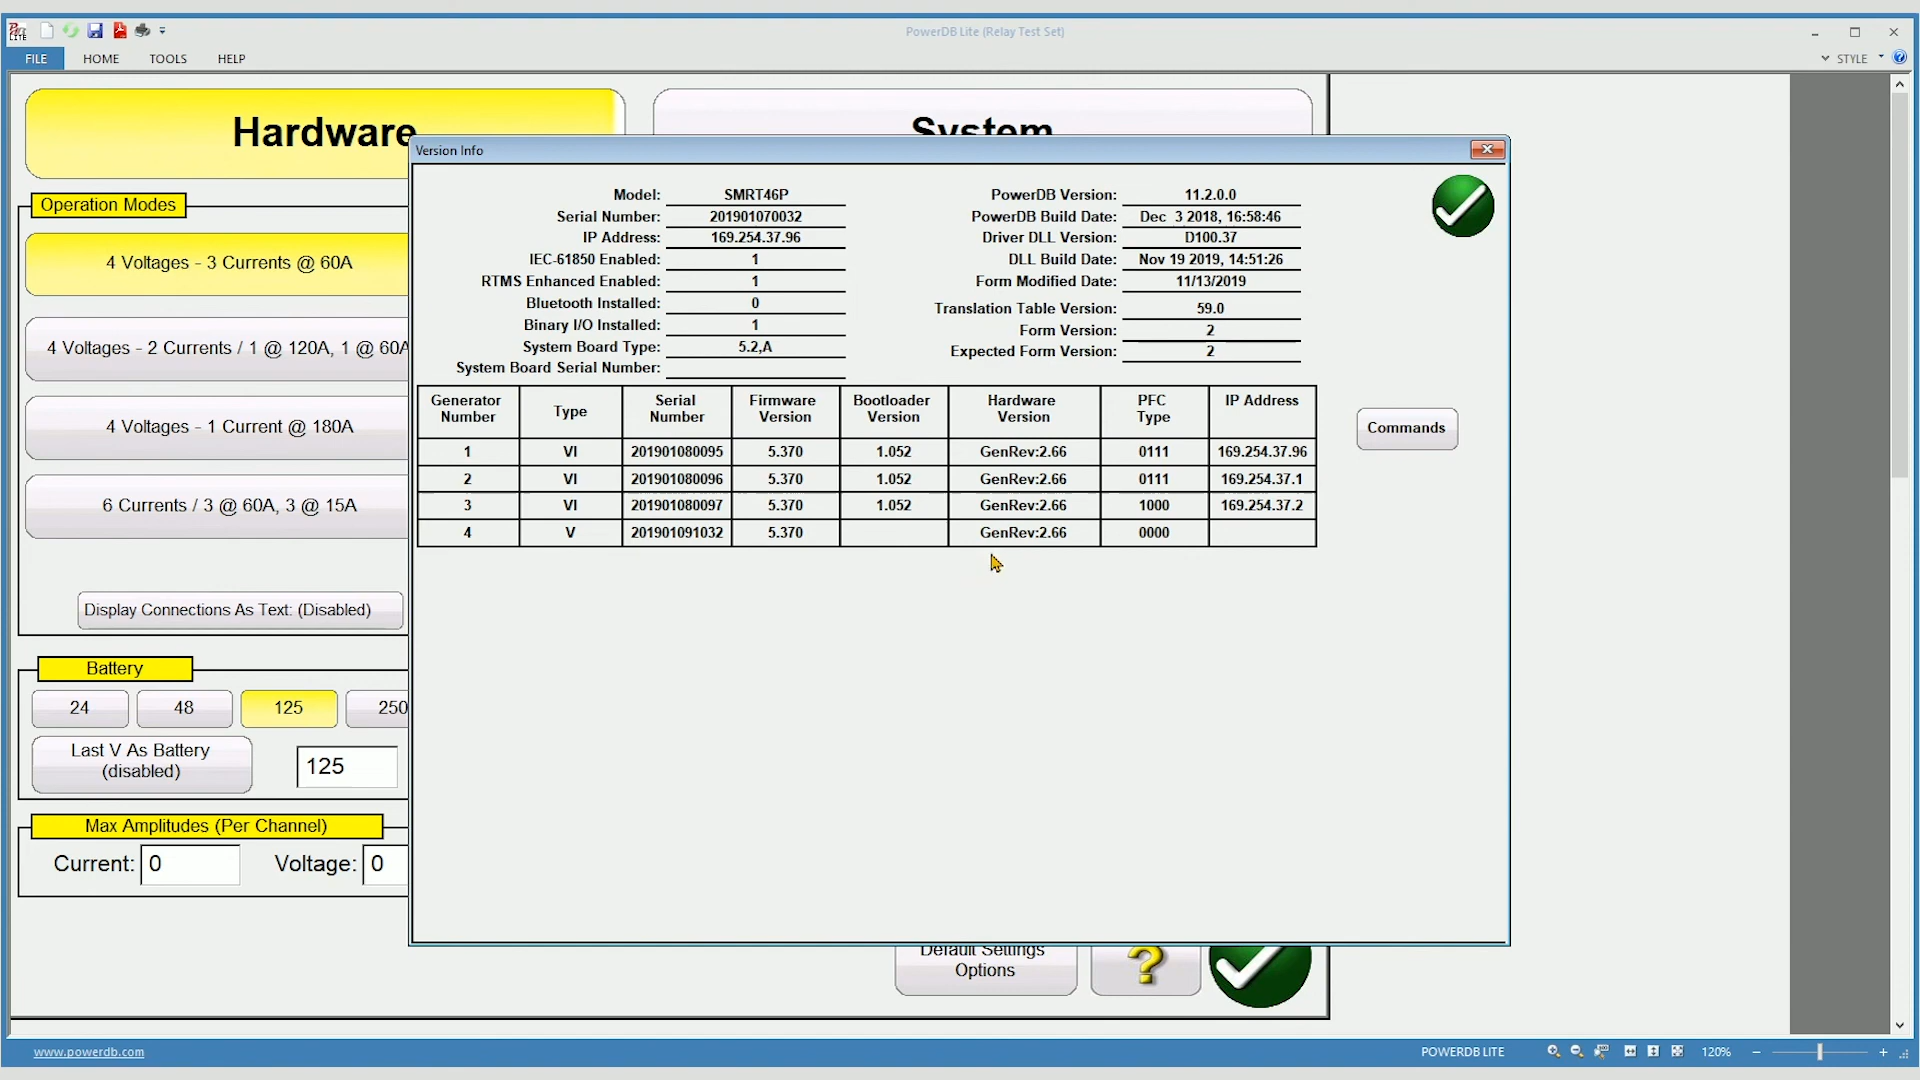 PowerDB Lite (Relay Test Set)
FILE HOME TOOLS HELP STYLE
Hardware System
Version Info
Operation Modes
4 Voltages - 3 Currents @ 60A
4 Voltages - 2 Currents / 1 @ 120A, 1 @ 60A
4 Voltages - 1 Current @ 180A
6 Currents / 3 @ 60A, 3 @ 15A
Display Connections As Text: (Disabled)
Battery
24 48 125 250
Last V As Battery
(disabled)
125
Max Amplitudes (Per Channel)
Current: 0 Voltage: 0
Model: SMRT46P
Serial Number: 201901070032
IP Address: 169.254.37.96
IEC-61850 Enabled: 1
RTMS Enhanced Enabled: 1
Bluetooth Installed: 0
Binary I/O Installed: 1
System Board Type: 5.2,A
System Board Serial Number:
PowerDB Version: 11.2.0.0
PowerDB Build Date: Dec 3 2018, 16:58:46
Driver DLL Version: D100.37
DLL Build Date: Nov 19 2019, 14:51:26
Form Modified Date: 11/13/2019
Translation Table Version: 59.0
Form Version: 2
Expected Form Version: 2
Generator Number Type Serial Number Firmware Version Bootloader Version Hardware Version PFC Type IP Address
1 VI 201901080095 5.370 1.052 GenRev:2.66 0111 169.254.37.96
2 VI 201901080096 5.370 1.052 GenRev:2.66 0111 169.254.37.1
3 VI 201901080097 5.370 1.052 GenRev:2.66 1000 169.254.37.2
4 V 201901091032 5.370 GenRev:2.66 0000
Commands
Default Settings
Options
?
www.powerdb.com POWERDB LITE 120%